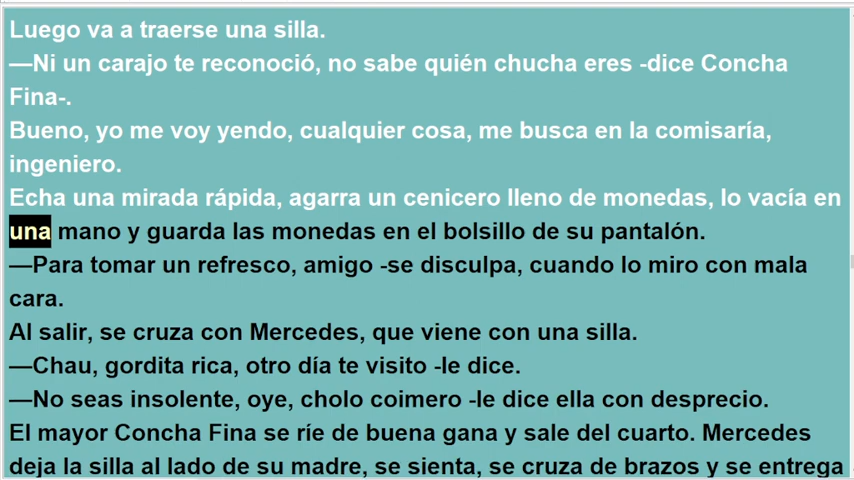 Luego va a traerse una silla.
—Ni un carajo te reconoció, no sabe quién chucha eres -dice Concha
Fina-.
Bueno, yo me voy yendo, cualquier cosa, me busca en la comisaría,
ingeniero.
Echa una mirada rápida, agarra un cenicero lleno de monedas, lo vacía en
una mano y guarda las monedas en el bolsillo de su pantalón.
—Para tomar un refresco, amigo -se disculpa, cuando lo miro con mala
cara.
Al salir, se cruza con Mercedes, que viene con una silla.
—Chau, gordita rica, otro día te visito -le dice.
—No seas insolente, oye, cholo coimero -le dice ella con desprecio.
El mayor Concha Fina se ríe de buena gana y sale del cuarto. Mercedes
deja la silla al lado de su madre, se sienta, se cruza de brazos y se entrega